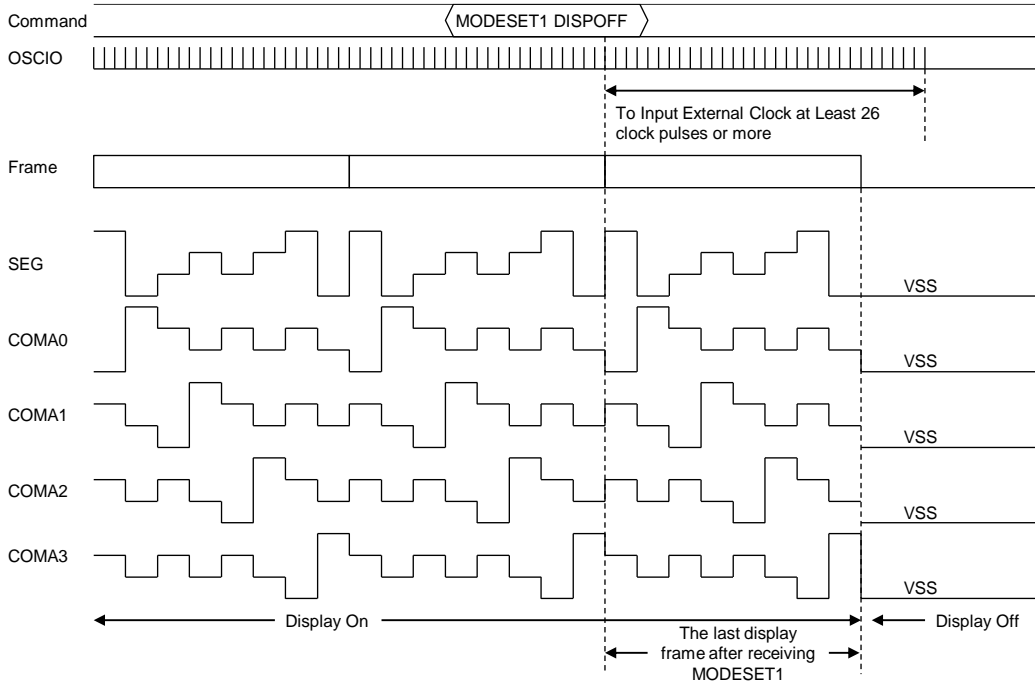 Command
MODESET1 DISPOFF
OSCIO
To Input External Clock at Least 26
clock pulses or more
Frame
SEG
VSS
COMA0
VSS
COMA1
VSS
COMA2
VSS
COMA3
VSS
Display On
Display Off
The last display
frame after receiving
MODESET1